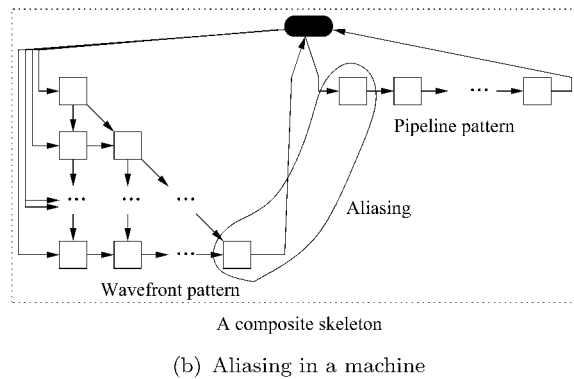 Pipeline pattern
Aliasing
Wavefront pattern
A composite skeleton
(b) Aliasing in a machine